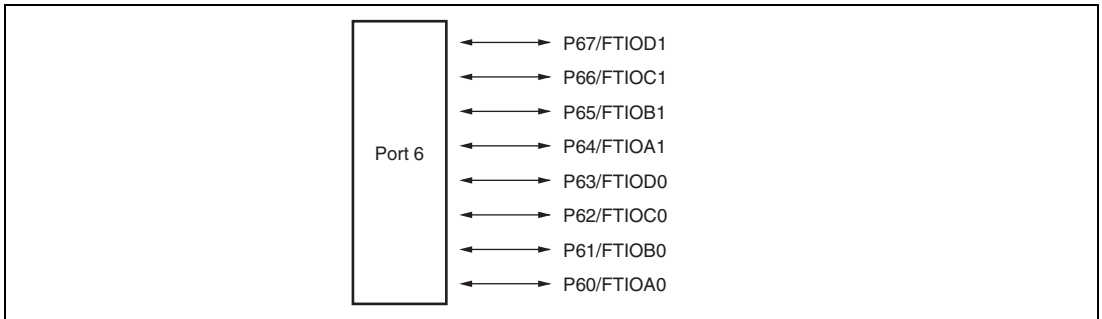 P67/FTIOD1
P66/FTIOC1
P65/FTIOB1
P64/FTIOA1
Port 6
P63/FTIOD0
P62/FTIOC0
P61/FTIOB0
P60/FTIOA0